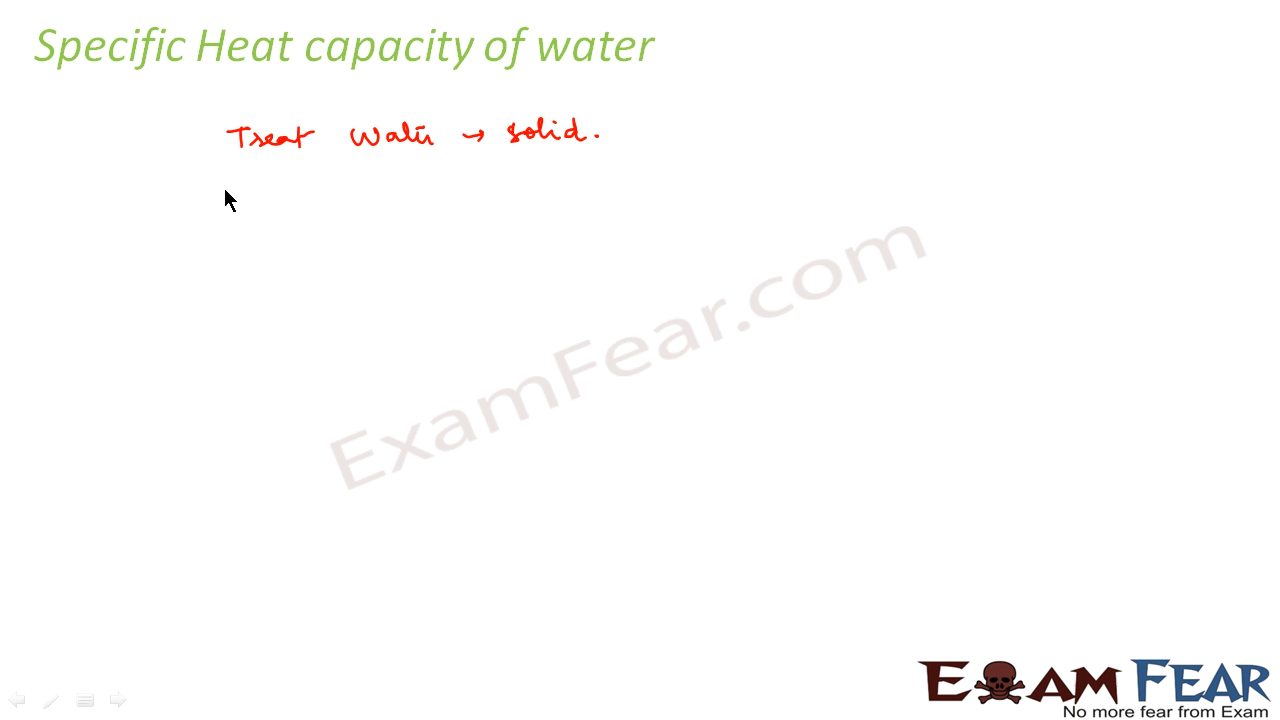 Specific Heat capacity of water
Treat Water → solid.
ExamFear.com
EXAM FEAR
No more fear from Exam